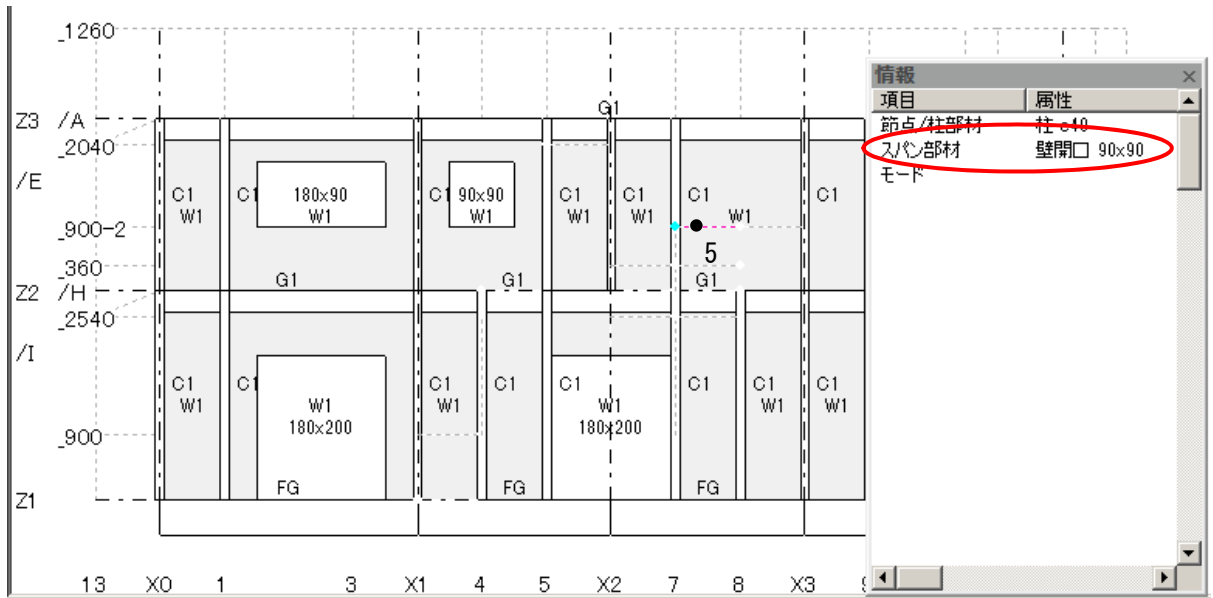 _1260
情報
項目 属性
G1
Z3 /A
節点/柱部材 柱 c40
_2040
スパン部材 壁開口 90x90
モード
/E
C1 C1 180x90 C1 90x90 C1 C1 C1 C1
W1 W1 W1 W1 W1 W1
_900-2
5
_360
G1 G1 G1
Z2 /H
_2540
/I
C1 C1 C1 C1 C1 C1 C1 C1
W1 W1 W1 W1 W1 W1
180x200 180x200
_900
FG FG FG
Z1
13 X0 1 3 X1 4 5 X2 7 8 X3